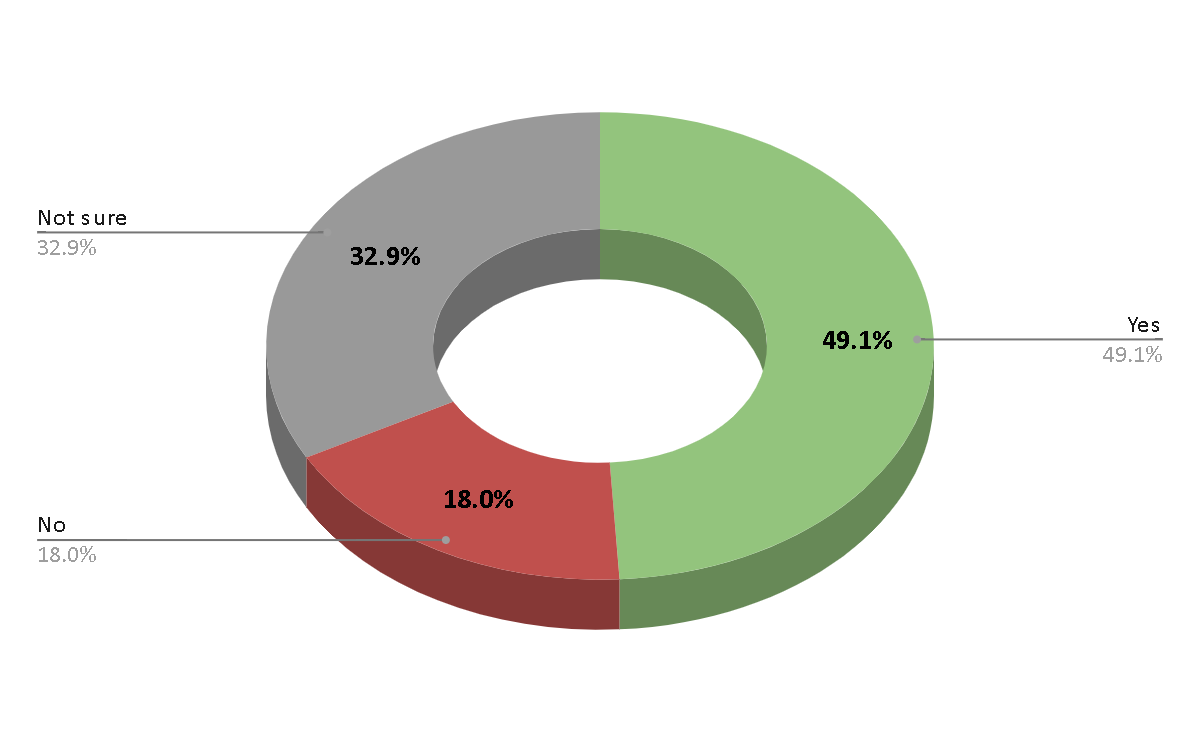 Not sure
32.9%
32.9%
Yes
49.1%
49.1%
No
18.0%
18.0%